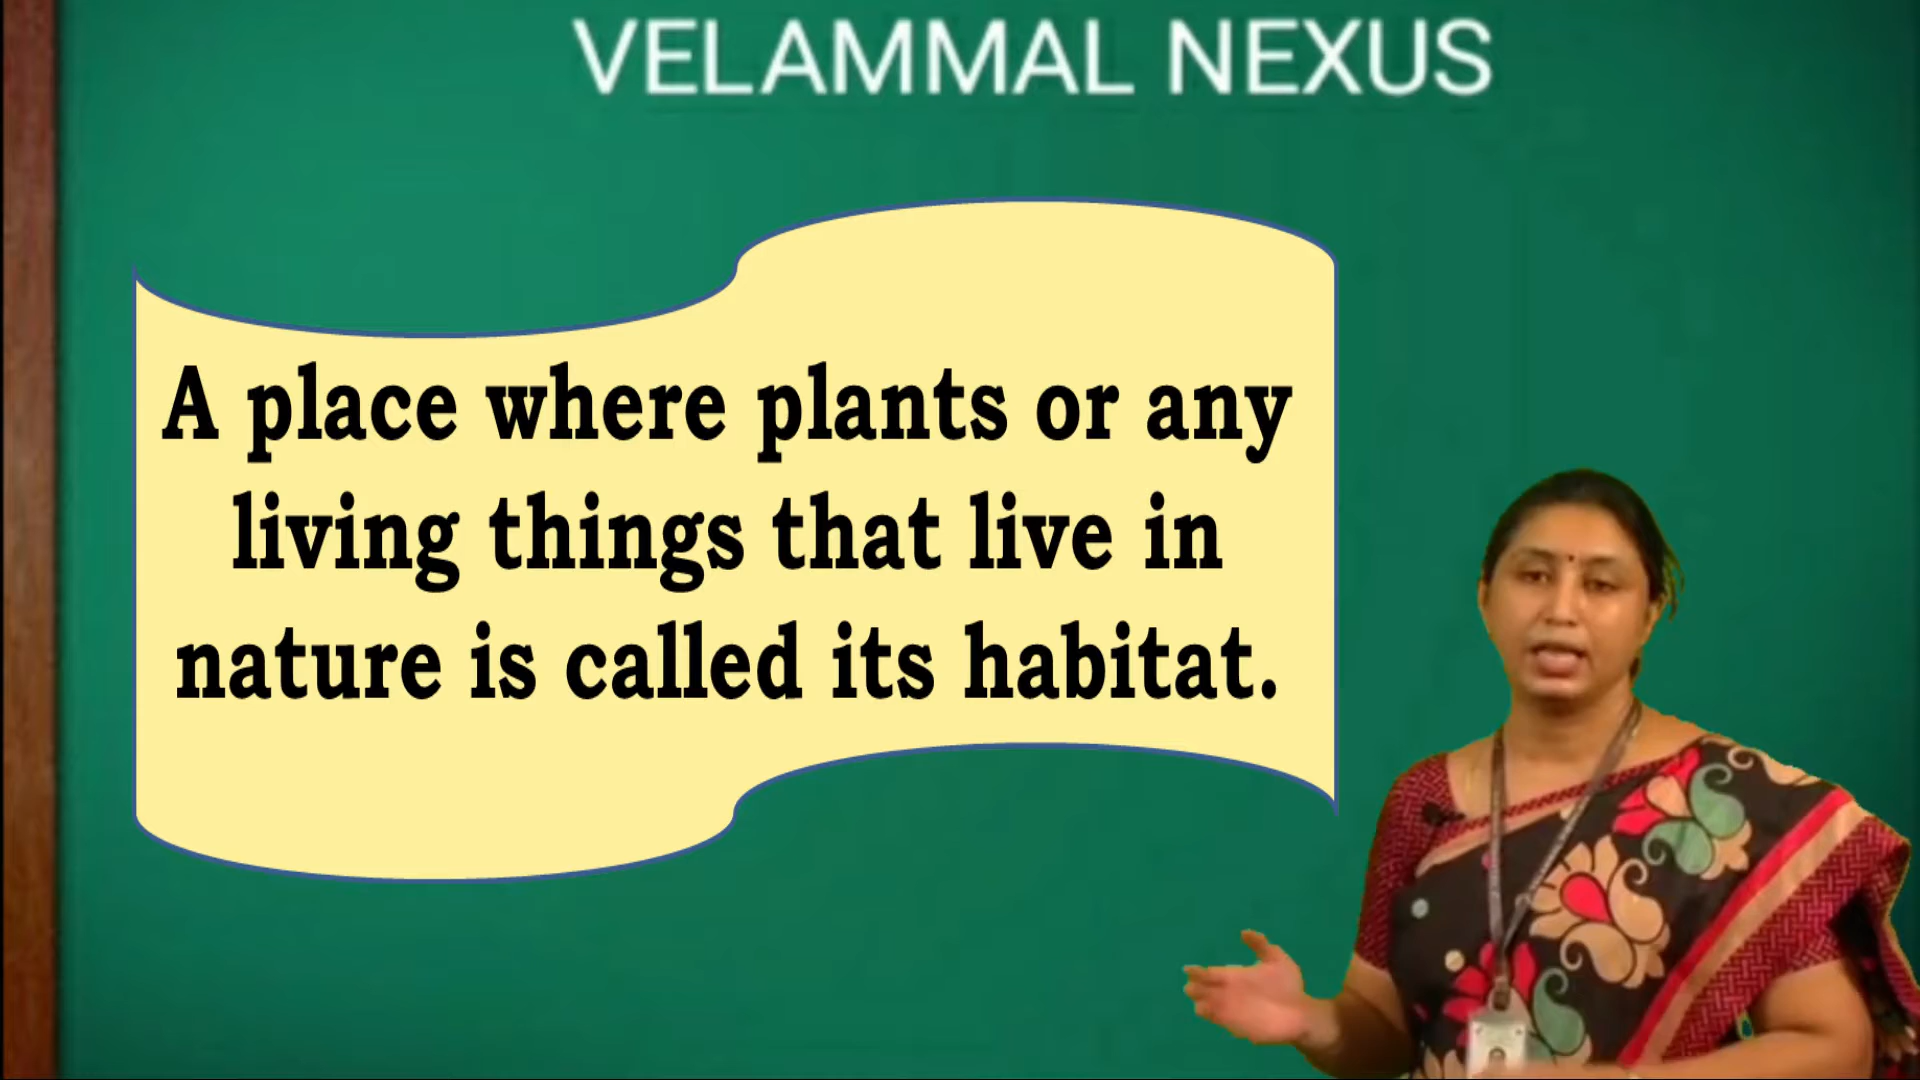 VELAMMAL NEXUS
A place where plants or any
living things that live in
nature is called its habitat.